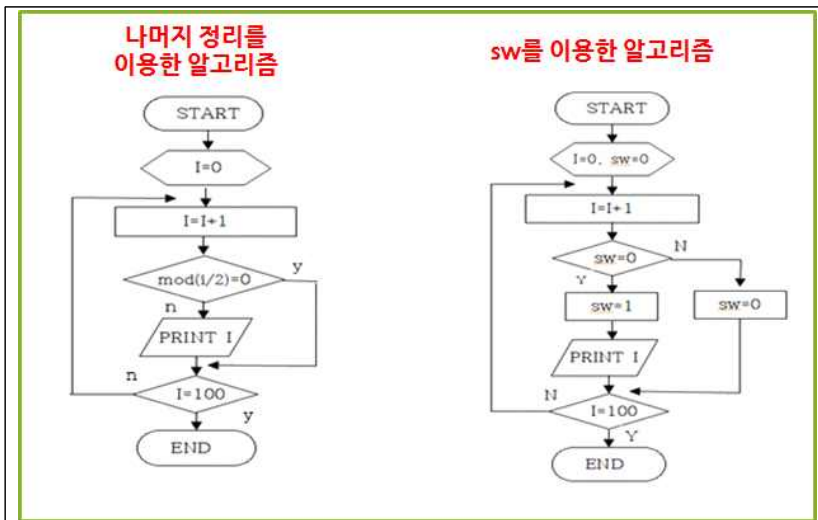 나머지 정리를
이용한 알고리즘
START
I=0
I=I+1
mod(i/2)=0
y
n
PRINT I
n
I=100
y
END
sw를 이용한 알고리즘
START
I=0, sw=0
I=I+1
sw=0
N
Y
sw=1
sw=0
PRINT I
N
I=100
Y
END